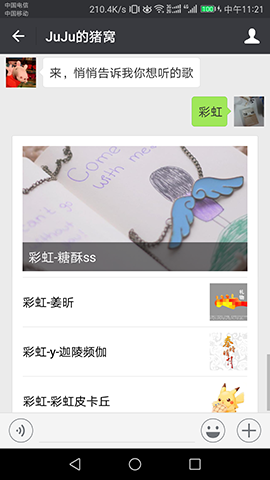 中国电信
中国移动
210.4K/s
4G
100
中午11:21
JuJu的猪窝
来，悄悄告诉我你想听的歌
彩虹
Come
with me
彩虹-糖酥ss
彩虹-姜昕
彩虹-y-迦陵频伽
彩虹-彩虹皮卡丘